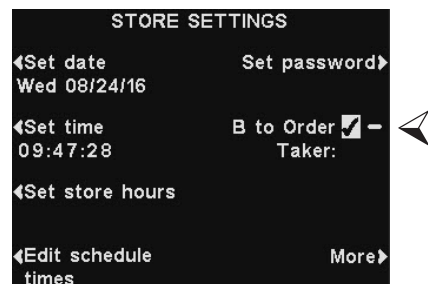 STORE SETTINGS
Set date
Wed 08/24/16
Set password
Set time
09:47:28
B to Order ✓ –
Taker:
Set store hours
Edit schedule
times
More